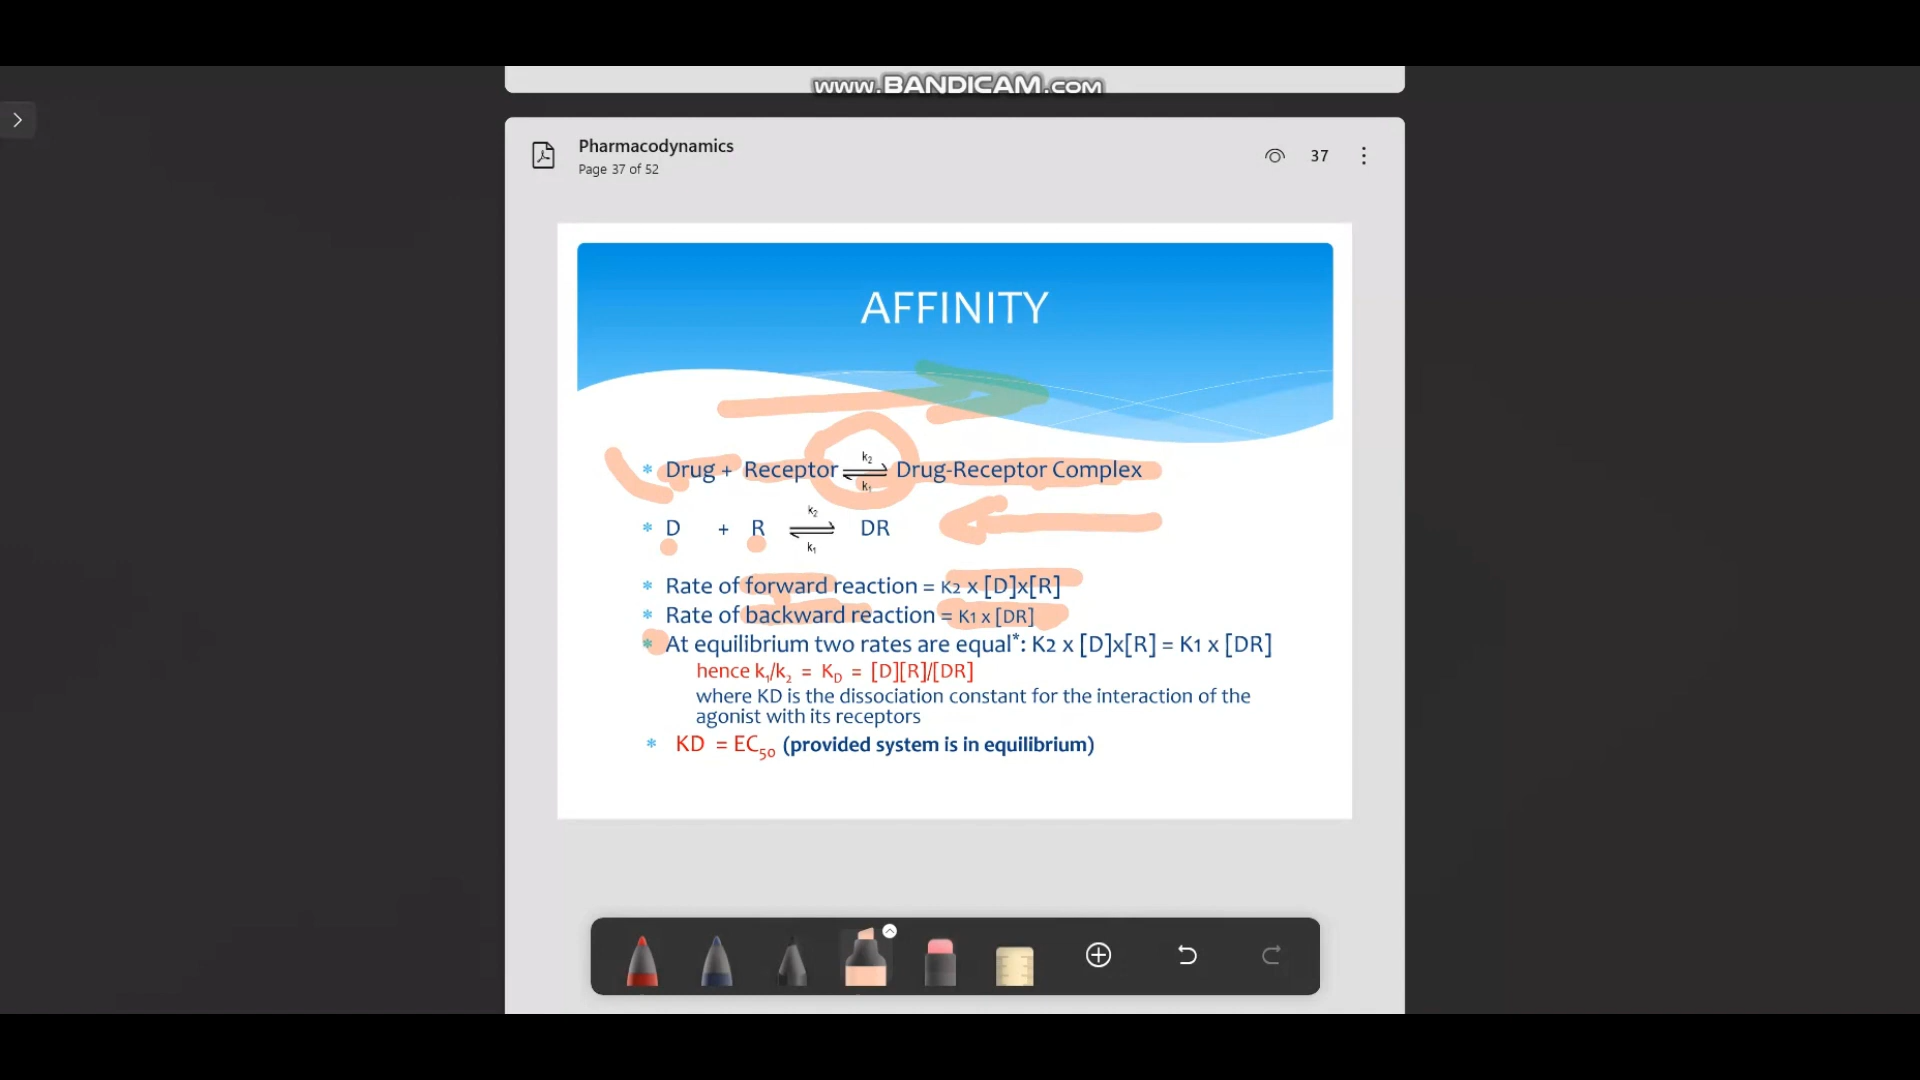 www.BANDICAM.com
Pharmacodynamics
Page 37 of 52
37
AFFINITY
* Drug + Receptor k₂ ⇌ k₁ Drug-Receptor Complex
* D + R k₂ ⇌ k₁ DR
* Rate of forward reaction = K2 x [D]x[R]
* Rate of backward reaction = K1 x [DR]
* At equilibrium two rates are equal*: K2 x [D]x[R] = K1 x [DR]
hence k₁/k₂ = K_D = [D][R]/[DR]
where KD is the dissociation constant for the interaction of the
agonist with its receptors
* KD = EC₅₀ (provided system is in equilibrium)